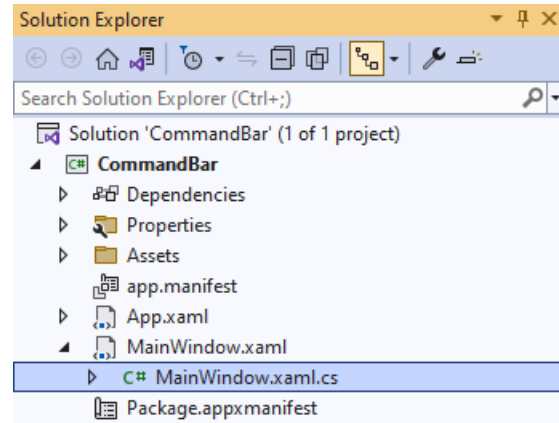 Solution Explorer
Search Solution Explorer (Ctrl+;)
Solution 'CommandBar' (1 of 1 project)
C# CommandBar
Dependencies
Properties
Assets
app.manifest
App.xaml
MainWindow.xaml
C# MainWindow.xaml.cs
Package.appxmanifest